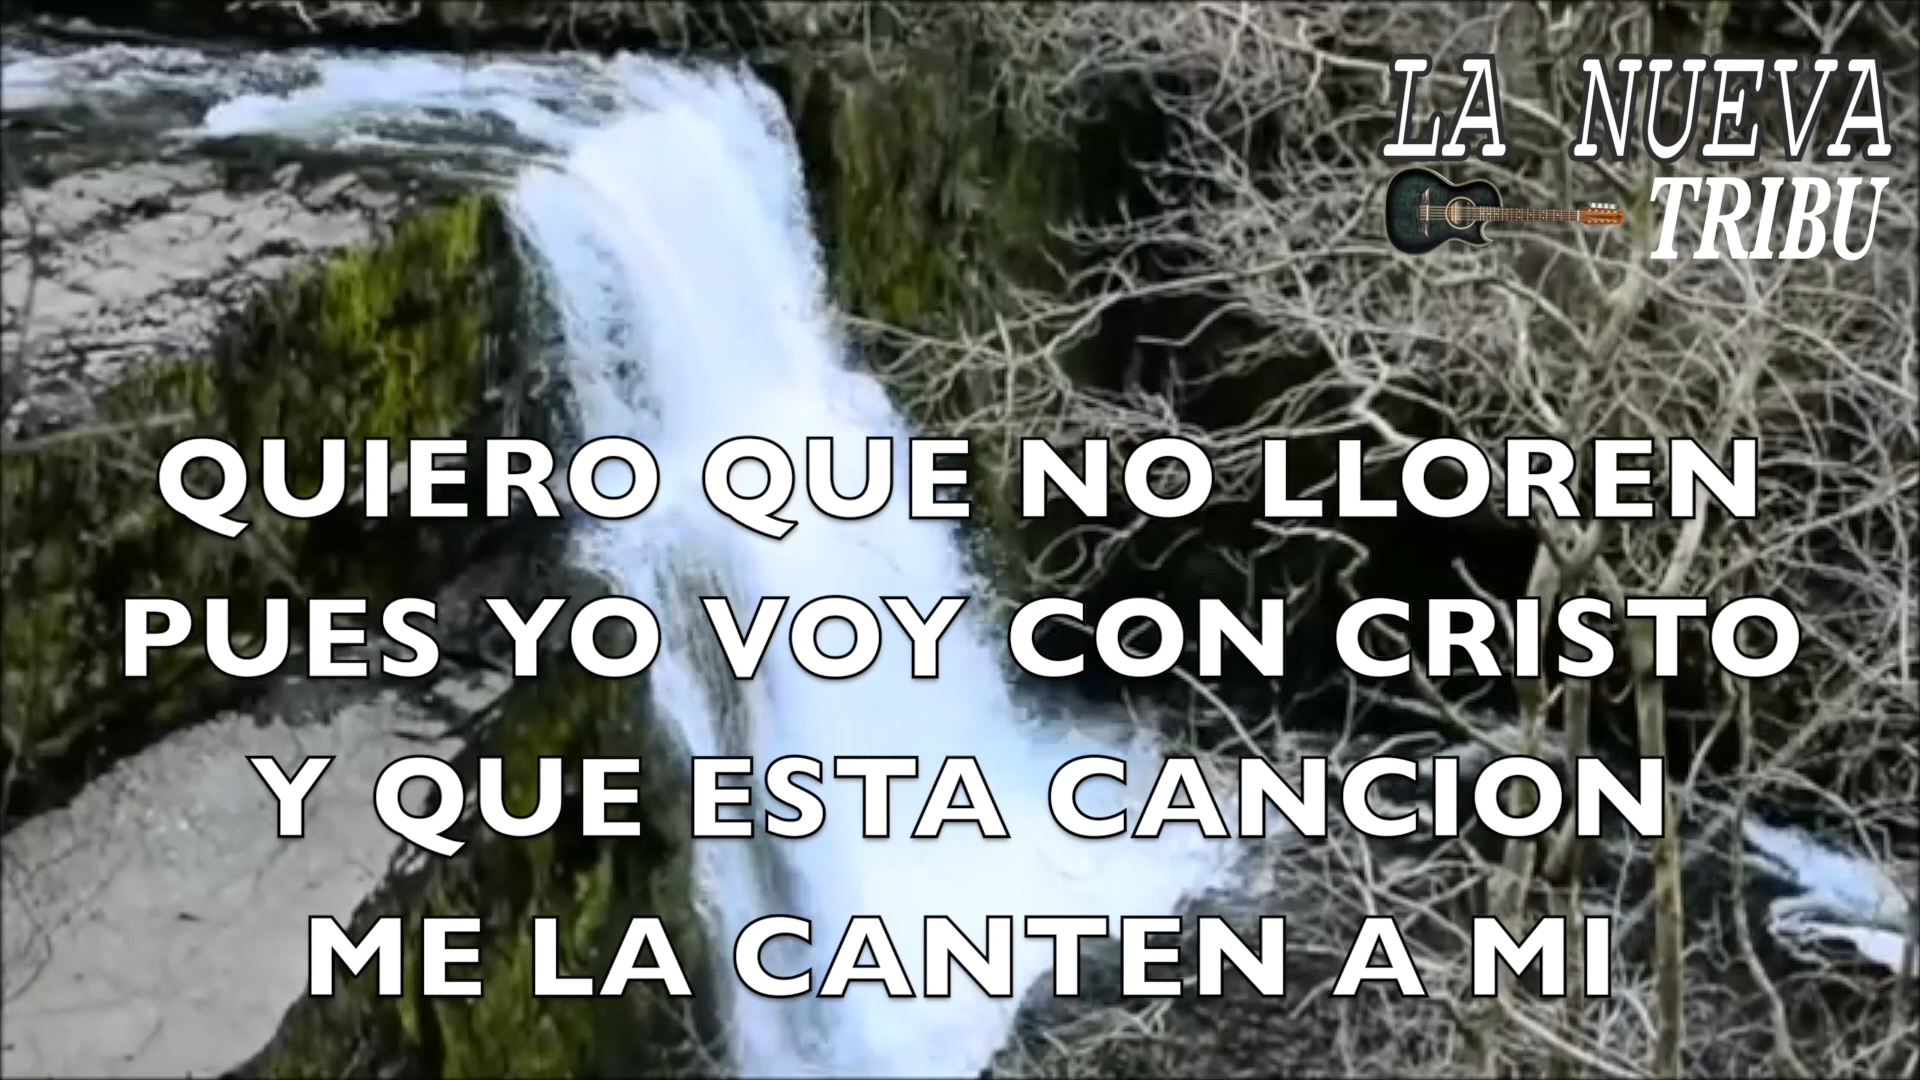 LA NUEVA
TRIBU
QUIERO QUE NO LLOREN
PUES YO VOY CON CRISTO
Y QUE ESTA CANCION
ME LA CANTEN A MI